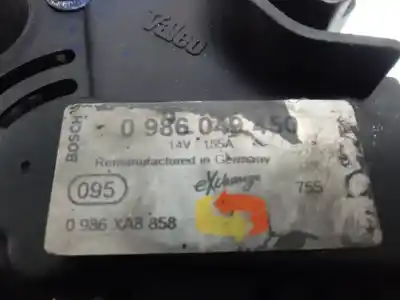 Valeo
BOSCH
0 986 049 450
14V 155A
Remanufactured in Germany
095
eXchange
755
0 986 XA8 858